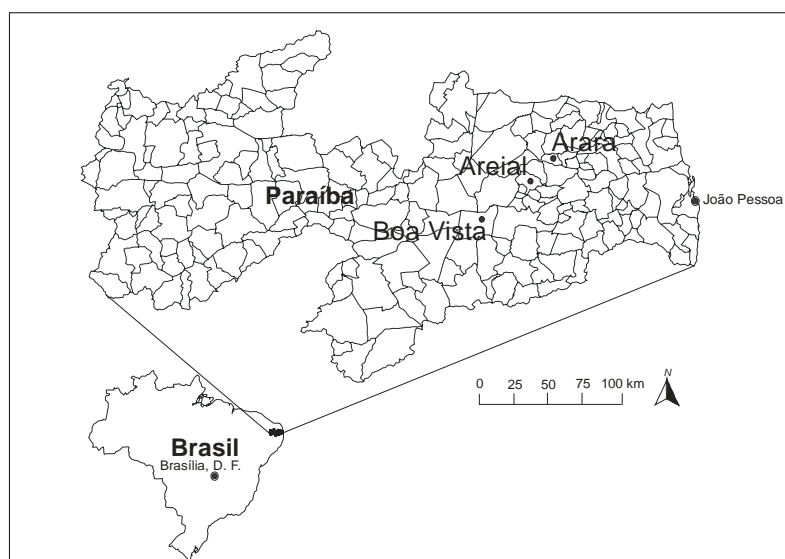 Arara
Areial
Paraíba
João Pessoa
Boa Vista
0 25 50 75 100 km
N
Brasil
Brasília, D. F.